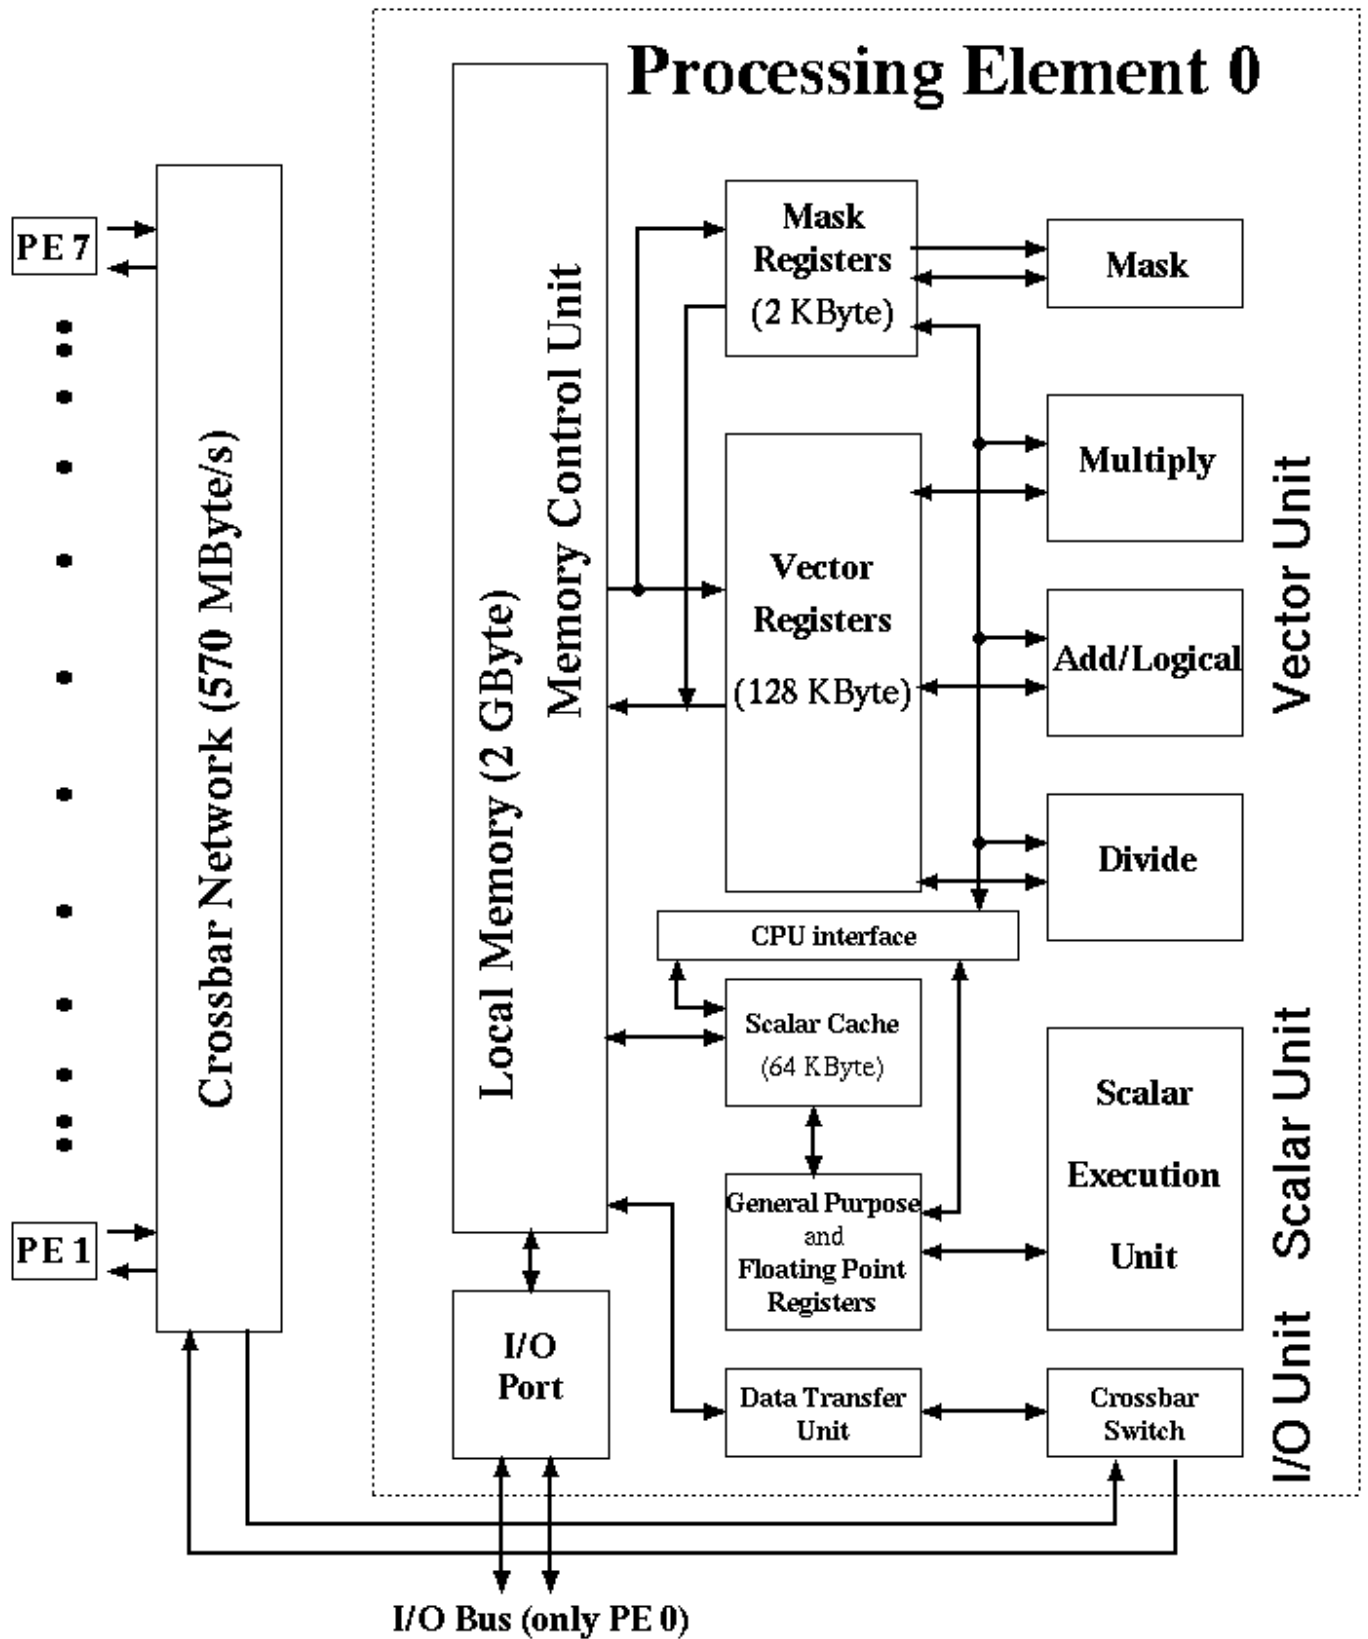 Processing Element 0
PE 7
PE 1
Crossbar Network (570 MByte/s)
Local Memory (2 GByte)
Memory Control Unit
Mask
Registers
(2 KByte)
Mask
Vector
Registers
(128 KByte)
Multiply
Add/Logical
Divide
Vector Unit
CPU interface
Scalar Cache
(64 KByte)
General Purpose
and
Floating Point
Registers
Scalar
Execution
Unit
Scalar Unit
I/O
Port
Data Transfer
Unit
Crossbar
Switch
I/O Unit
I/O Bus (only PE 0)